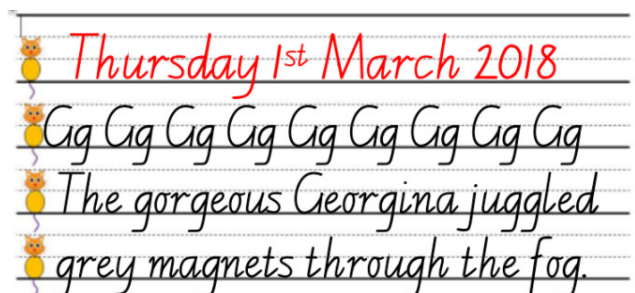 Thursday 1st March 2018
Gg Gg Gg Gg Gg Gg Gg Gg Gg
The gorgeous Georgina juggled
grey magnets through the fog.